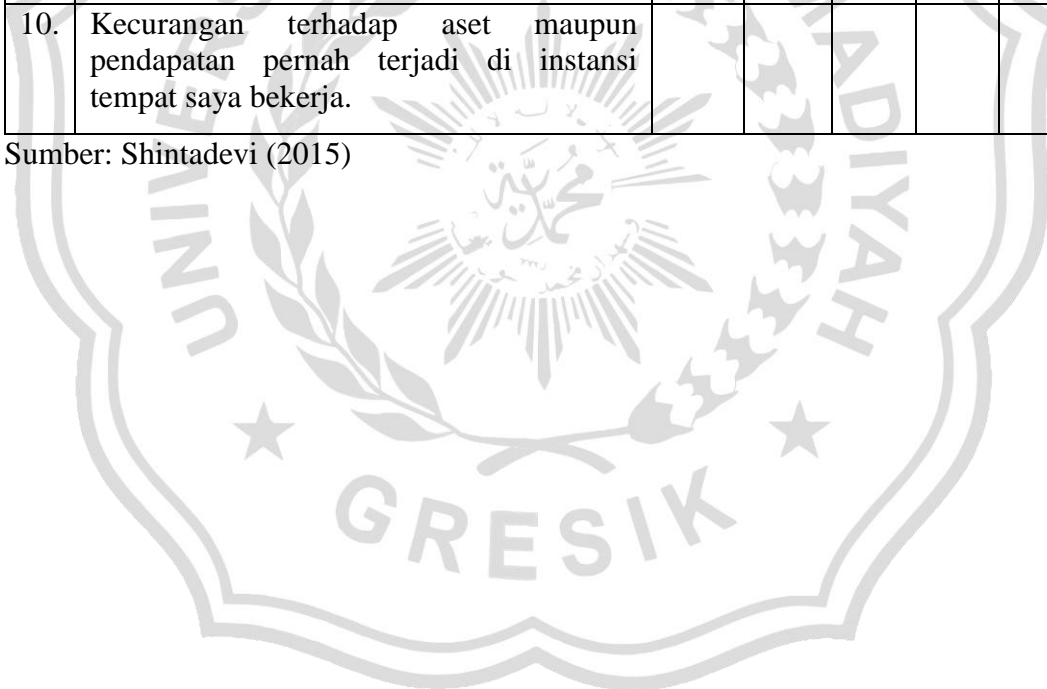 10. Kecurangan terhadap aset maupun
pendapatan pernah terjadi di instansi
tempat saya bekerja.
Sumber: Shintadevi (2015)
GRESIK